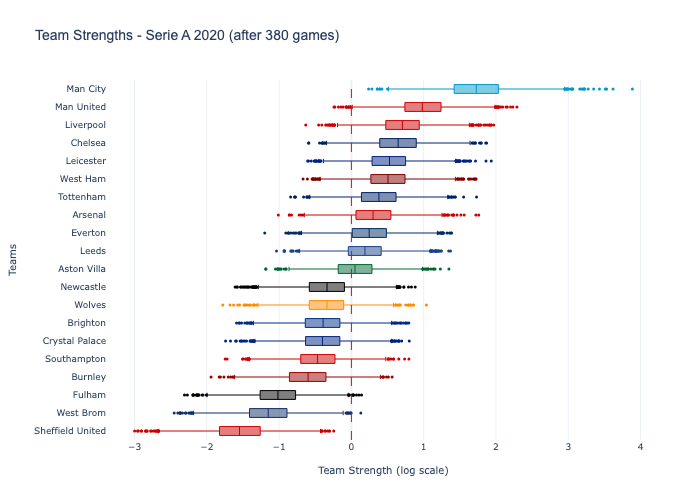 Team Strengths - Serie A 2020 (after 380 games)
Man City
Man United
Liverpool
Chelsea
Leicester
West Ham
Tottenham
Arsenal
Everton
Leeds
Aston Villa
Newcastle
Wolves
Brighton
Crystal Palace
Southampton
Burnley
Fulham
West Brom
Sheffield United
Teams
−3 −2 −1 0 1 2 3 4
Team Strength (log scale)